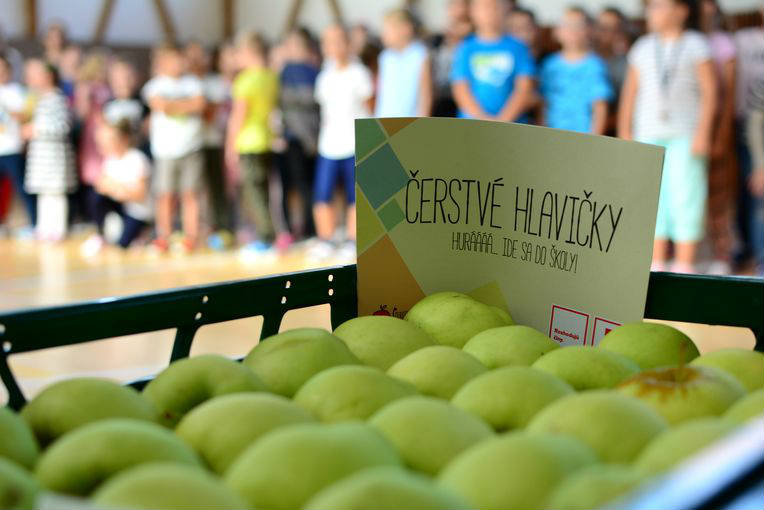 ČERSTVÉ HLAVIČKY
HURÁÁÁÁ... IDE SA DO ŠKOLY!